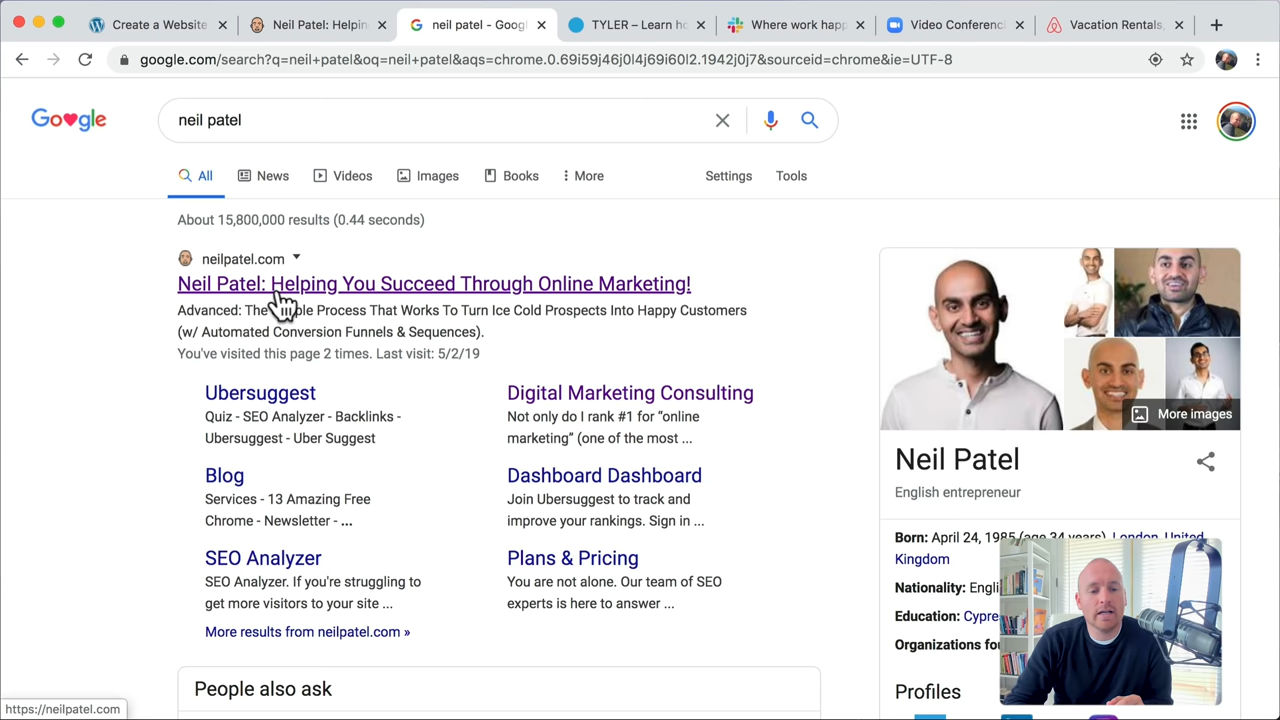 Create a Website
Neil Patel: Helpin
neil patel - Goog
TYLER – Learn h
Where work happ
Video Conferenc
Vacation Rentals,
google.com/search?q=neil+patel&oq=neil+patel&aqs=chrome.0.69i59j46j0l4j69i60l2.1942j0j7&sourceid=chrome&ie=UTF-8
Google
neil patel
All
News
Videos
Images
Books
More
Settings
Tools
About 15,800,000 results (0.44 seconds)
neilpatel.com
Neil Patel: Helping You Succeed Through Online Marketing!
Advanced: The Process That Works To Turn Ice Cold Prospects Into Happy Customers
(w/ Automated Conversion Funnels & Sequences).
You've visited this page 2 times. Last visit: 5/2/19
Ubersuggest
Quiz - SEO Analyzer - Backlinks -
Ubersuggest - Uber Suggest
Digital Marketing Consulting
Not only do I rank #1 for “online
marketing” (one of the most ...
Blog
Services - 13 Amazing Free
Chrome - Newsletter - ...
Dashboard Dashboard
Join Ubersuggest to track and
improve your rankings. Sign in ...
SEO Analyzer
SEO Analyzer. If you're struggling to
get more visitors to your site ...
Plans & Pricing
You are not alone. Our team of SEO
experts is here to answer ...
More results from neilpatel.com »
People also ask
More images
Neil Patel
English entrepreneur
Born: April 24, 1985 (age 34 years), London, United
Kingdom
Nationality: Engli
Education: Cypre
Organizations fou
Profiles
https://neilpatel.com